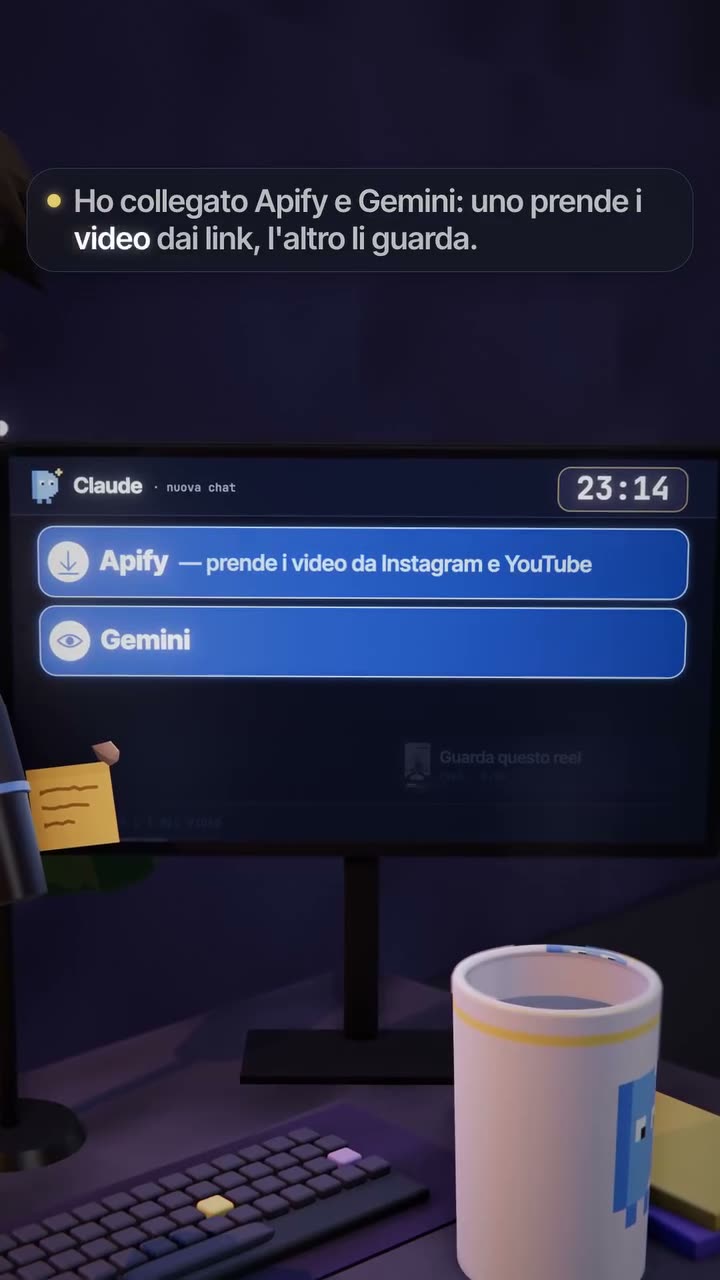 Ho collegato Apify e Gemini: uno prende i
video dai link, l'altro li guarda.
Claude · nuova chat
23:14
Apify — prende i video da Instagram e YouTube
Gemini
Guarda questo reel